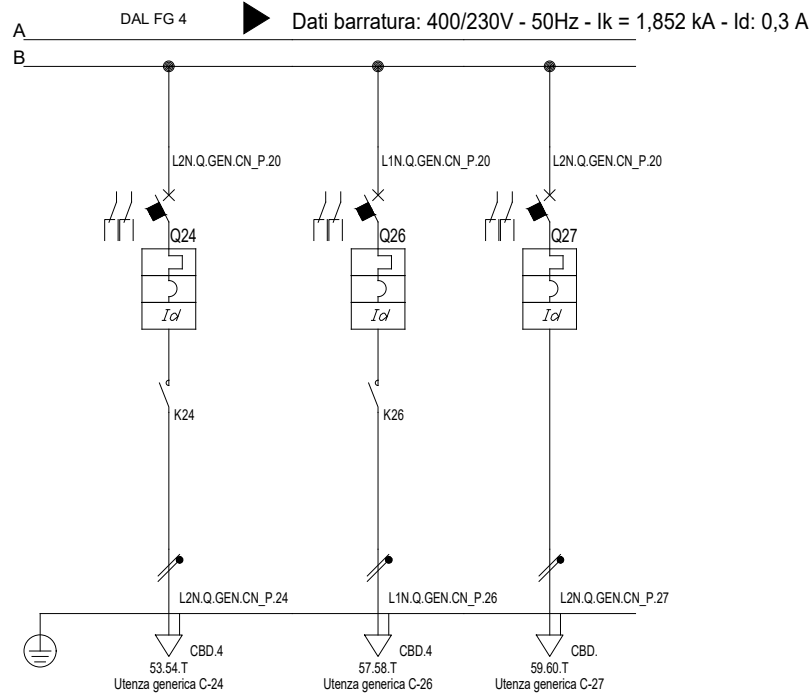 DAL FG 4 Dati barratura: 400/230V - 50Hz - Ik = 1,852 kA - Id: 0,3 A
A
B
L2N.Q.GEN.CN_P.20 L1N.Q.GEN.CN_P.20 L2N.Q.GEN.CN_P.20
Q24 Q26 Q27
Id Id Id
K24 K26
L2N.Q.GEN.CN_P.24 L1N.Q.GEN.CN_P.26 L2N.Q.GEN.CN_P.27
CBD.4 CBD.4 CBD.
53.54.T 57.58.T 59.60.T
Utenza generica C-24 Utenza generica C-26 Utenza generica C-27